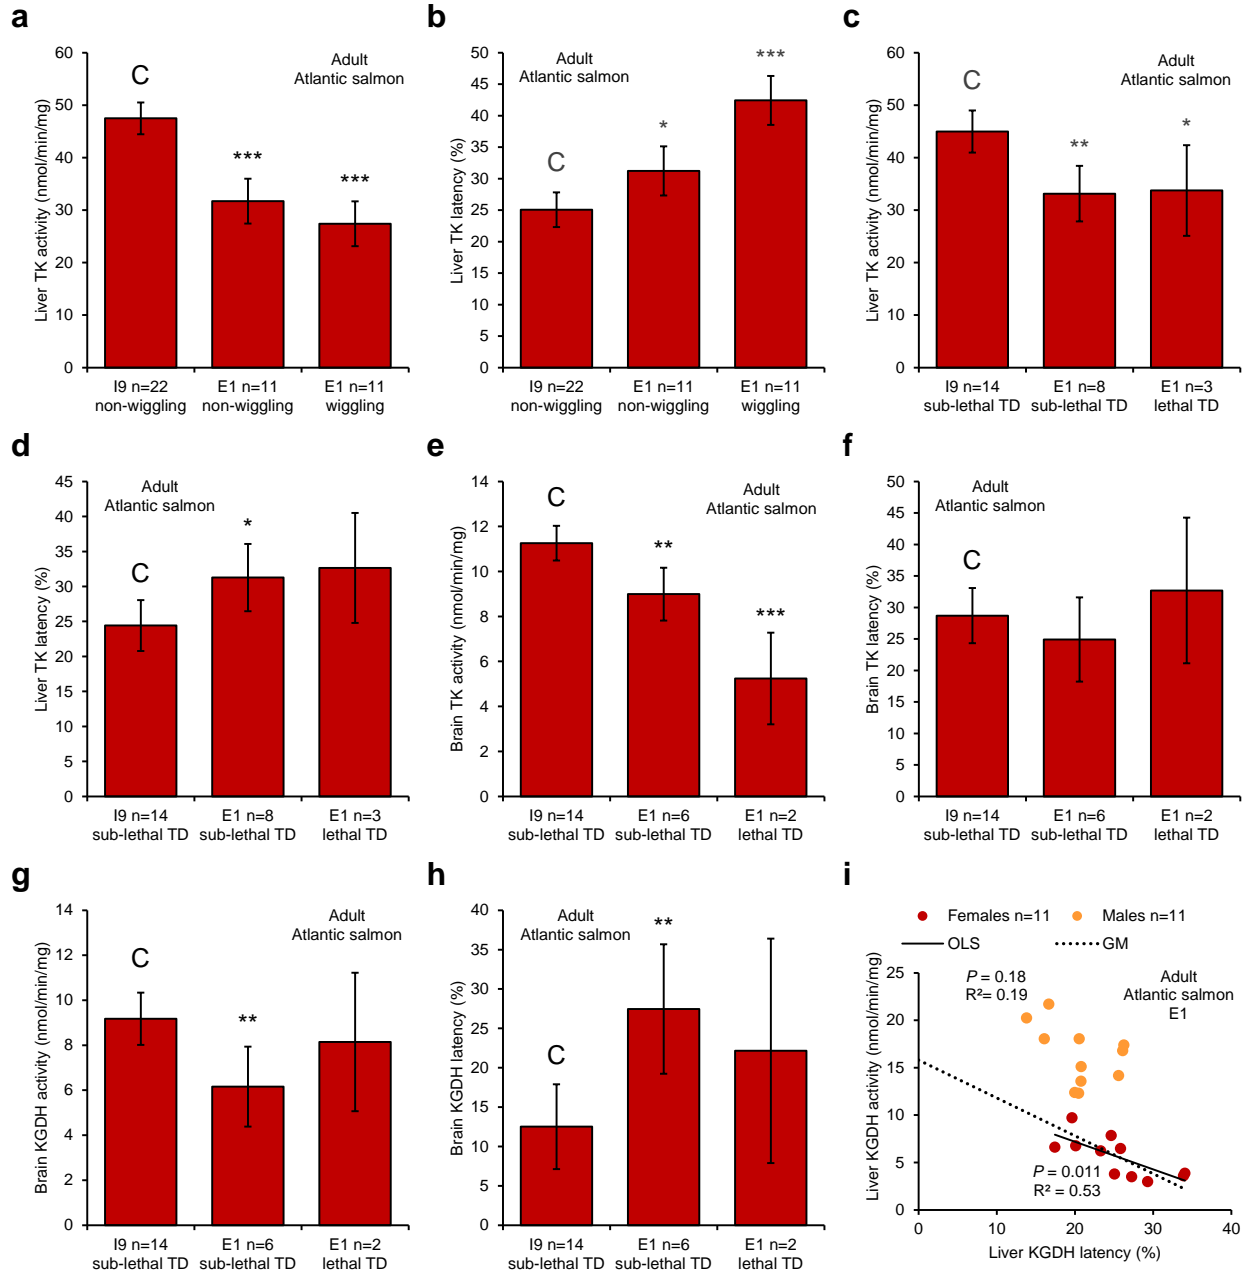 a
Adult
Atlantic salmon
C
***
***
Liver TK activity (nmol/min/mg)
60
50
40
30
20
10
0
I9 n=22
non-wiggling
E1 n=11
non-wiggling
E1 n=11
wiggling
b
Adult
Atlantic salmon
C
*
***
Liver TK latency (%)
50
45
40
35
30
25
20
15
10
5
0
I9 n=22
non-wiggling
E1 n=11
non-wiggling
E1 n=11
wiggling
c
Adult
Atlantic salmon
C
**
*
Liver TK activity (nmol/min/mg)
60
50
40
30
20
10
0
I9 n=14
sub-lethal TD
E1 n=8
sub-lethal TD
E1 n=3
lethal TD
d
Adult
Atlantic salmon
C
*
Liver TK latency (%)
45
40
35
30
25
20
15
10
5
0
I9 n=14
sub-lethal TD
E1 n=8
sub-lethal TD
E1 n=3
lethal TD
e
Adult
Atlantic salmon
C
**
***
Brain TK activity (nmol/min/mg)
14
12
10
8
6
4
2
0
I9 n=14
sub-lethal TD
E1 n=6
sub-lethal TD
E1 n=2
lethal TD
f
Adult
Atlantic salmon
C
Brain TK latency (%)
50
45
40
35
30
25
20
15
10
5
0
I9 n=14
sub-lethal TD
E1 n=6
sub-lethal TD
E1 n=2
lethal TD
g
Adult
Atlantic salmon
C
**
Brain KGDH activity (nmol/min/mg)
14
12
10
8
6
4
2
0
I9 n=14
sub-lethal TD
E1 n=6
sub-lethal TD
E1 n=2
lethal TD
h
Adult
Atlantic salmon
C
**
Brain KGDH latency (%)
40
35
30
25
20
15
10
5
0
I9 n=14
sub-lethal TD
E1 n=6
sub-lethal TD
E1 n=2
lethal TD
i
Females n=11
Males n=11
OLS
GM
P = 0.18
R²= 0.19
Adult
Atlantic salmon
E1
P = 0.011
R² = 0.53
Liver KGDH activity (nmol/min/mg)
25
20
15
10
5
0
0 10 20 30 40
Liver KGDH latency (%)